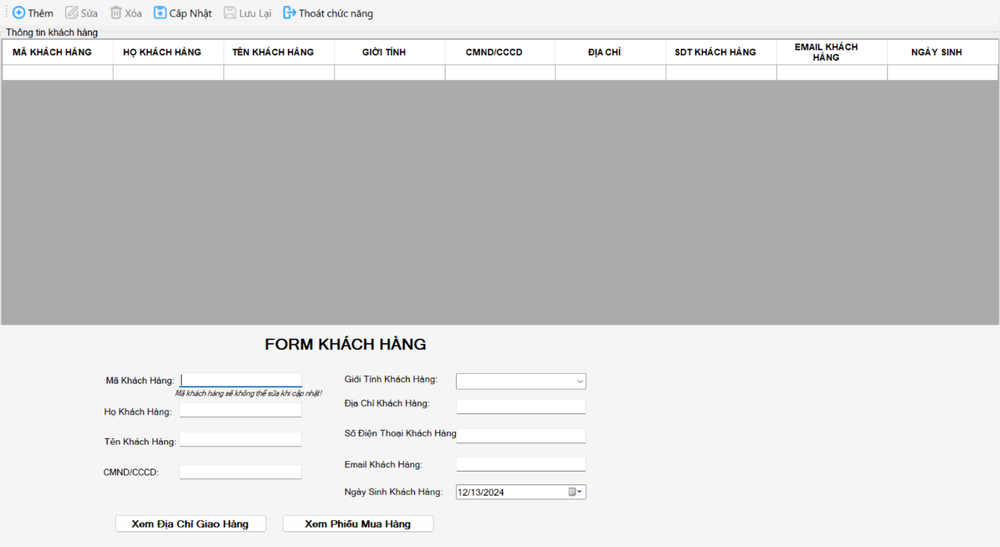 Thêm Sửa Xóa Câp Nhật Lưu Lại Thoát chức năng
Thông tin khách hàng
MÃ KHÁCH HÀNG HỌ KHÁCH HÀNG TÊN KHÁCH HÀNG GIỚI TÍNH CMND/CCCD ĐỊA CHỈ SDT KHÁCH HÀNG EMAIL KHÁCH HÀNG NGÀY SINH
FORM KHÁCH HÀNG
Mã Khách Hàng:
Mã khách hàng sẽ không thể sửa khi cập nhật!
Họ Khách Hàng:
Tên Khách Hàng:
CMND/CCCD:
Giới Tính Khách Hàng:
Địa Chỉ Khách Hàng:
Số Điện Thoại Khách Hàng
Email Khách Hàng:
Ngày Sinh Khách Hàng: 12/13/2024
Xem Địa Chỉ Giao Hàng Xem Phiếu Mua Hàng